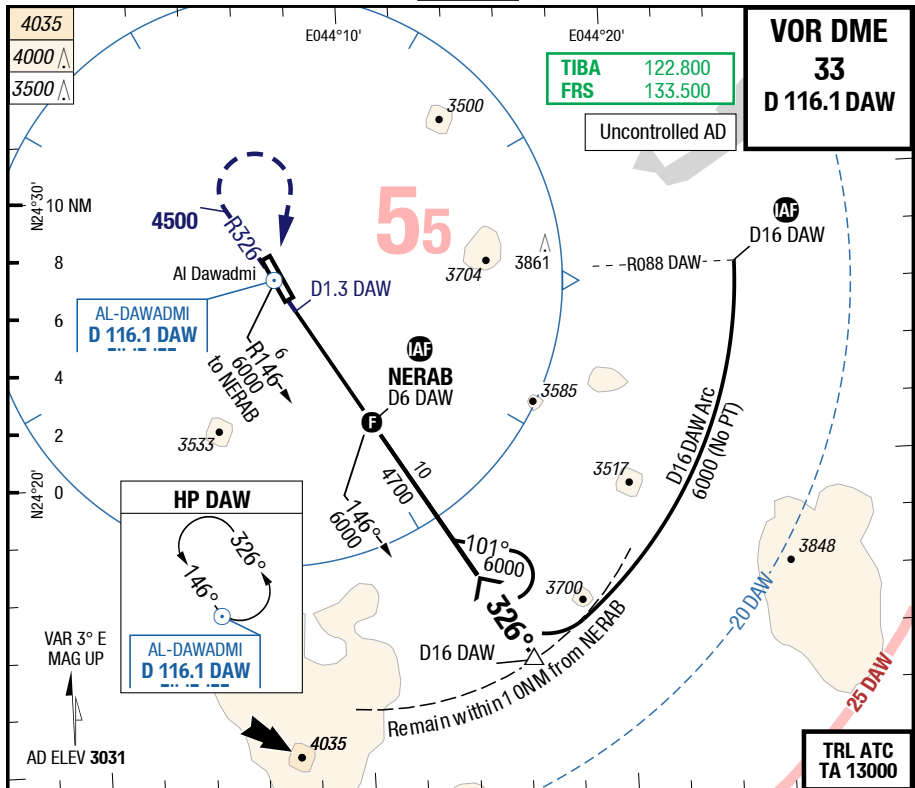 4035
4000
3500
E044°10'
E044°20'
TIBA 122.800
FRS 133.500
Uncontrolled AD
VOR DME
33
D 116.1 DAW
3500
N24°30'
10 NM
8
6
4
2
0
N24°20'
4500
R326
55
IAF
D16 DAW
R088 DAW
3861
3704
Al Dawadmi
D1.3 DAW
AL-DAWADMI
D 116.1 DAW
R146
6
6000
to NERAB
IAF
NERAB
D6 DAW
F
3585
3533
D16 DAW Arc
6000 (No PT)
3517
10
4700
146°
6000
HP DAW
326°
146°
AL-DAWADMI
D 116.1 DAW
101°
6000
3700
3848
326°
D16 DAW
Remain within 10NM from NERAB
20 DAW
25 DAW
VAR 3° E
MAG UP
AD ELEV 3031
4035
TRL ATC
TA 13000